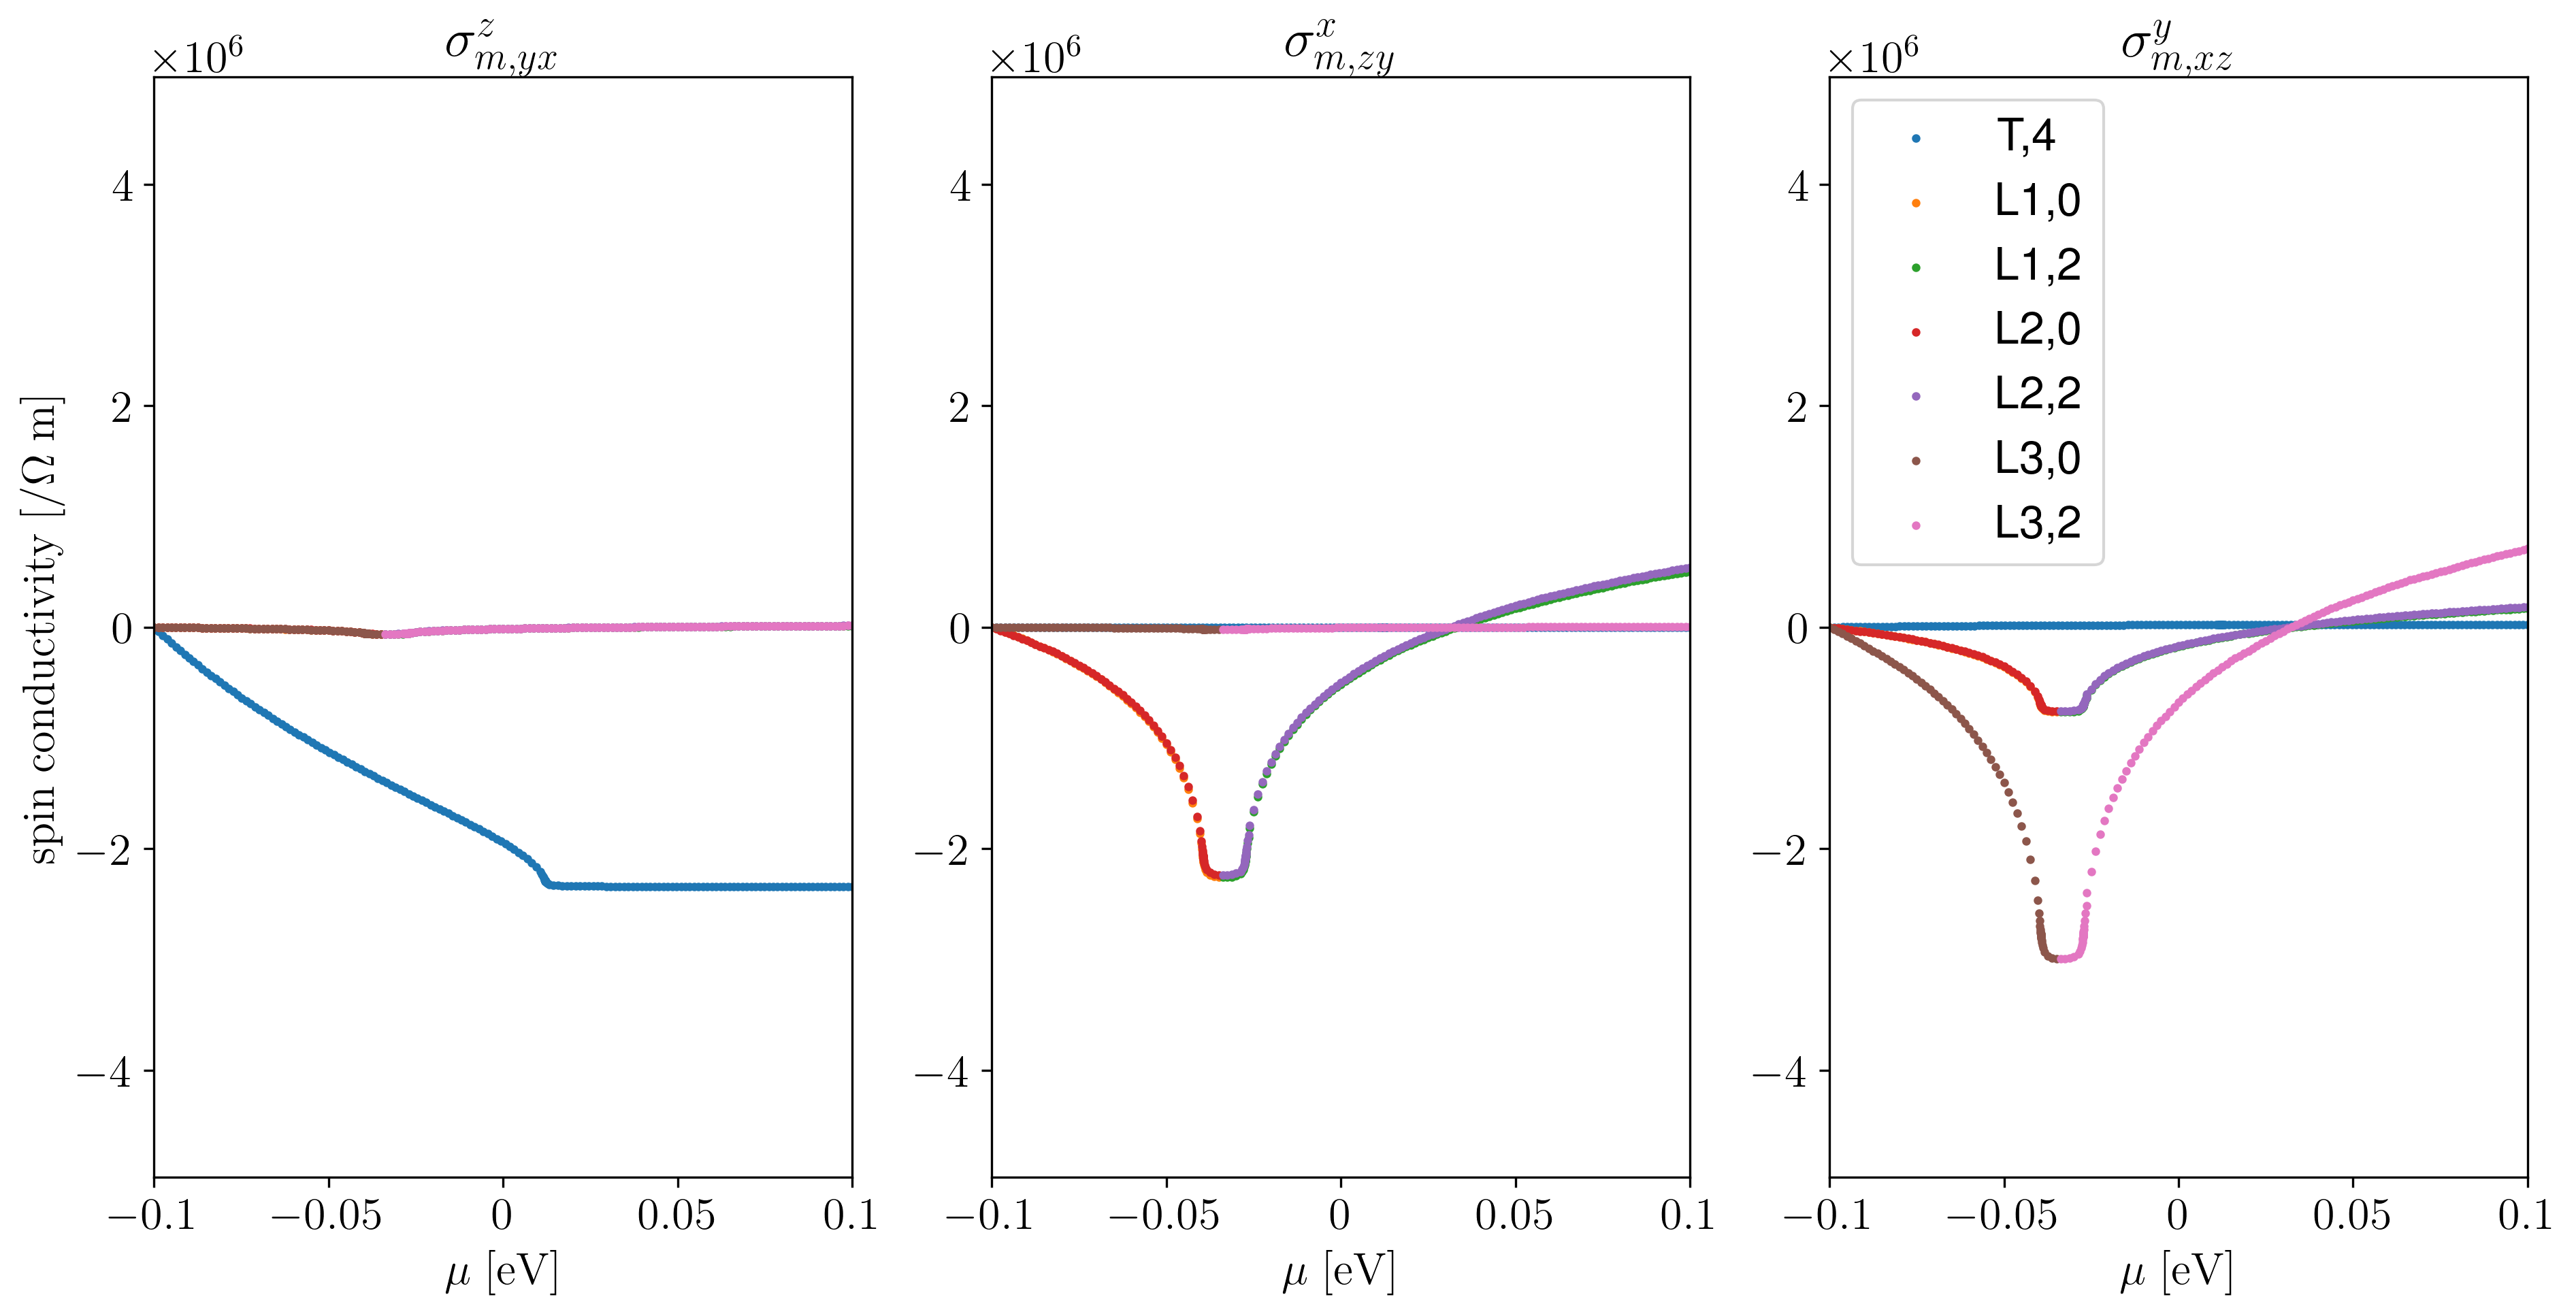 σ^z_{m,yx} σ^x_{m,zy} σ^y_{m,xz}
×10^6 ×10^6 ×10^6
T,4
L1,0
L1,2
L2,0
L2,2
L3,0
L3,2
4 4 4
2 2 2
0 0 0
−2 −2 −2
−4 −4 −4
spin conductivity [/Ω m]
−0.1 −0.05 0 0.05 0.1 −0.1 −0.05 0 0.05 0.1 −0.1 −0.05 0 0.05 0.1
μ [eV] μ [eV] μ [eV]